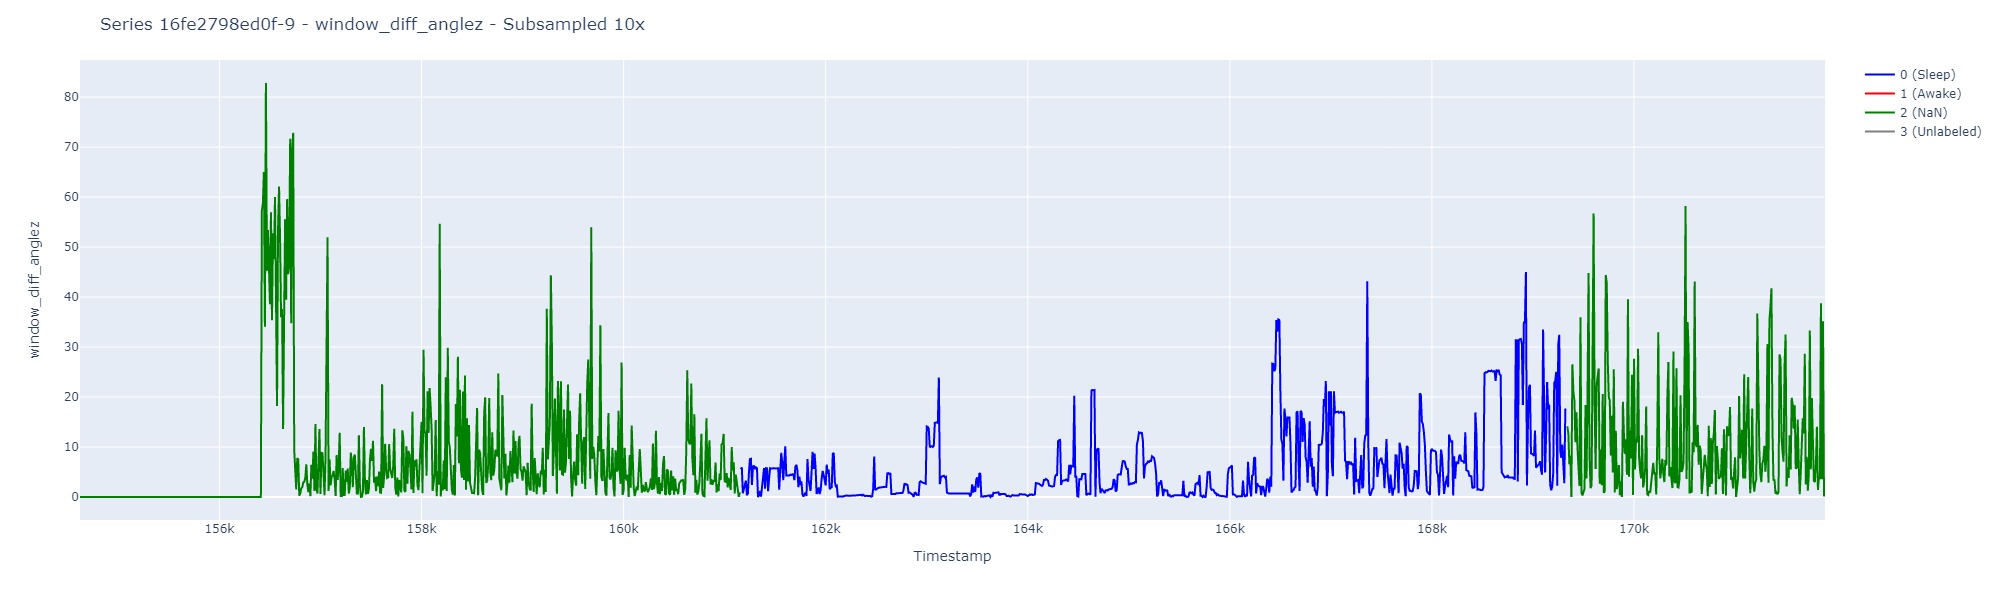 Series 16fe2798ed0f-9 - window_diff_anglez - Subsampled 10x
0 (Sleep)
1 (Awake)
2 (NaN)
3 (Unlabeled)
window_diff_anglez
80
70
60
50
40
30
20
10
0
156k 158k 160k 162k 164k 166k 168k 170k
Timestamp